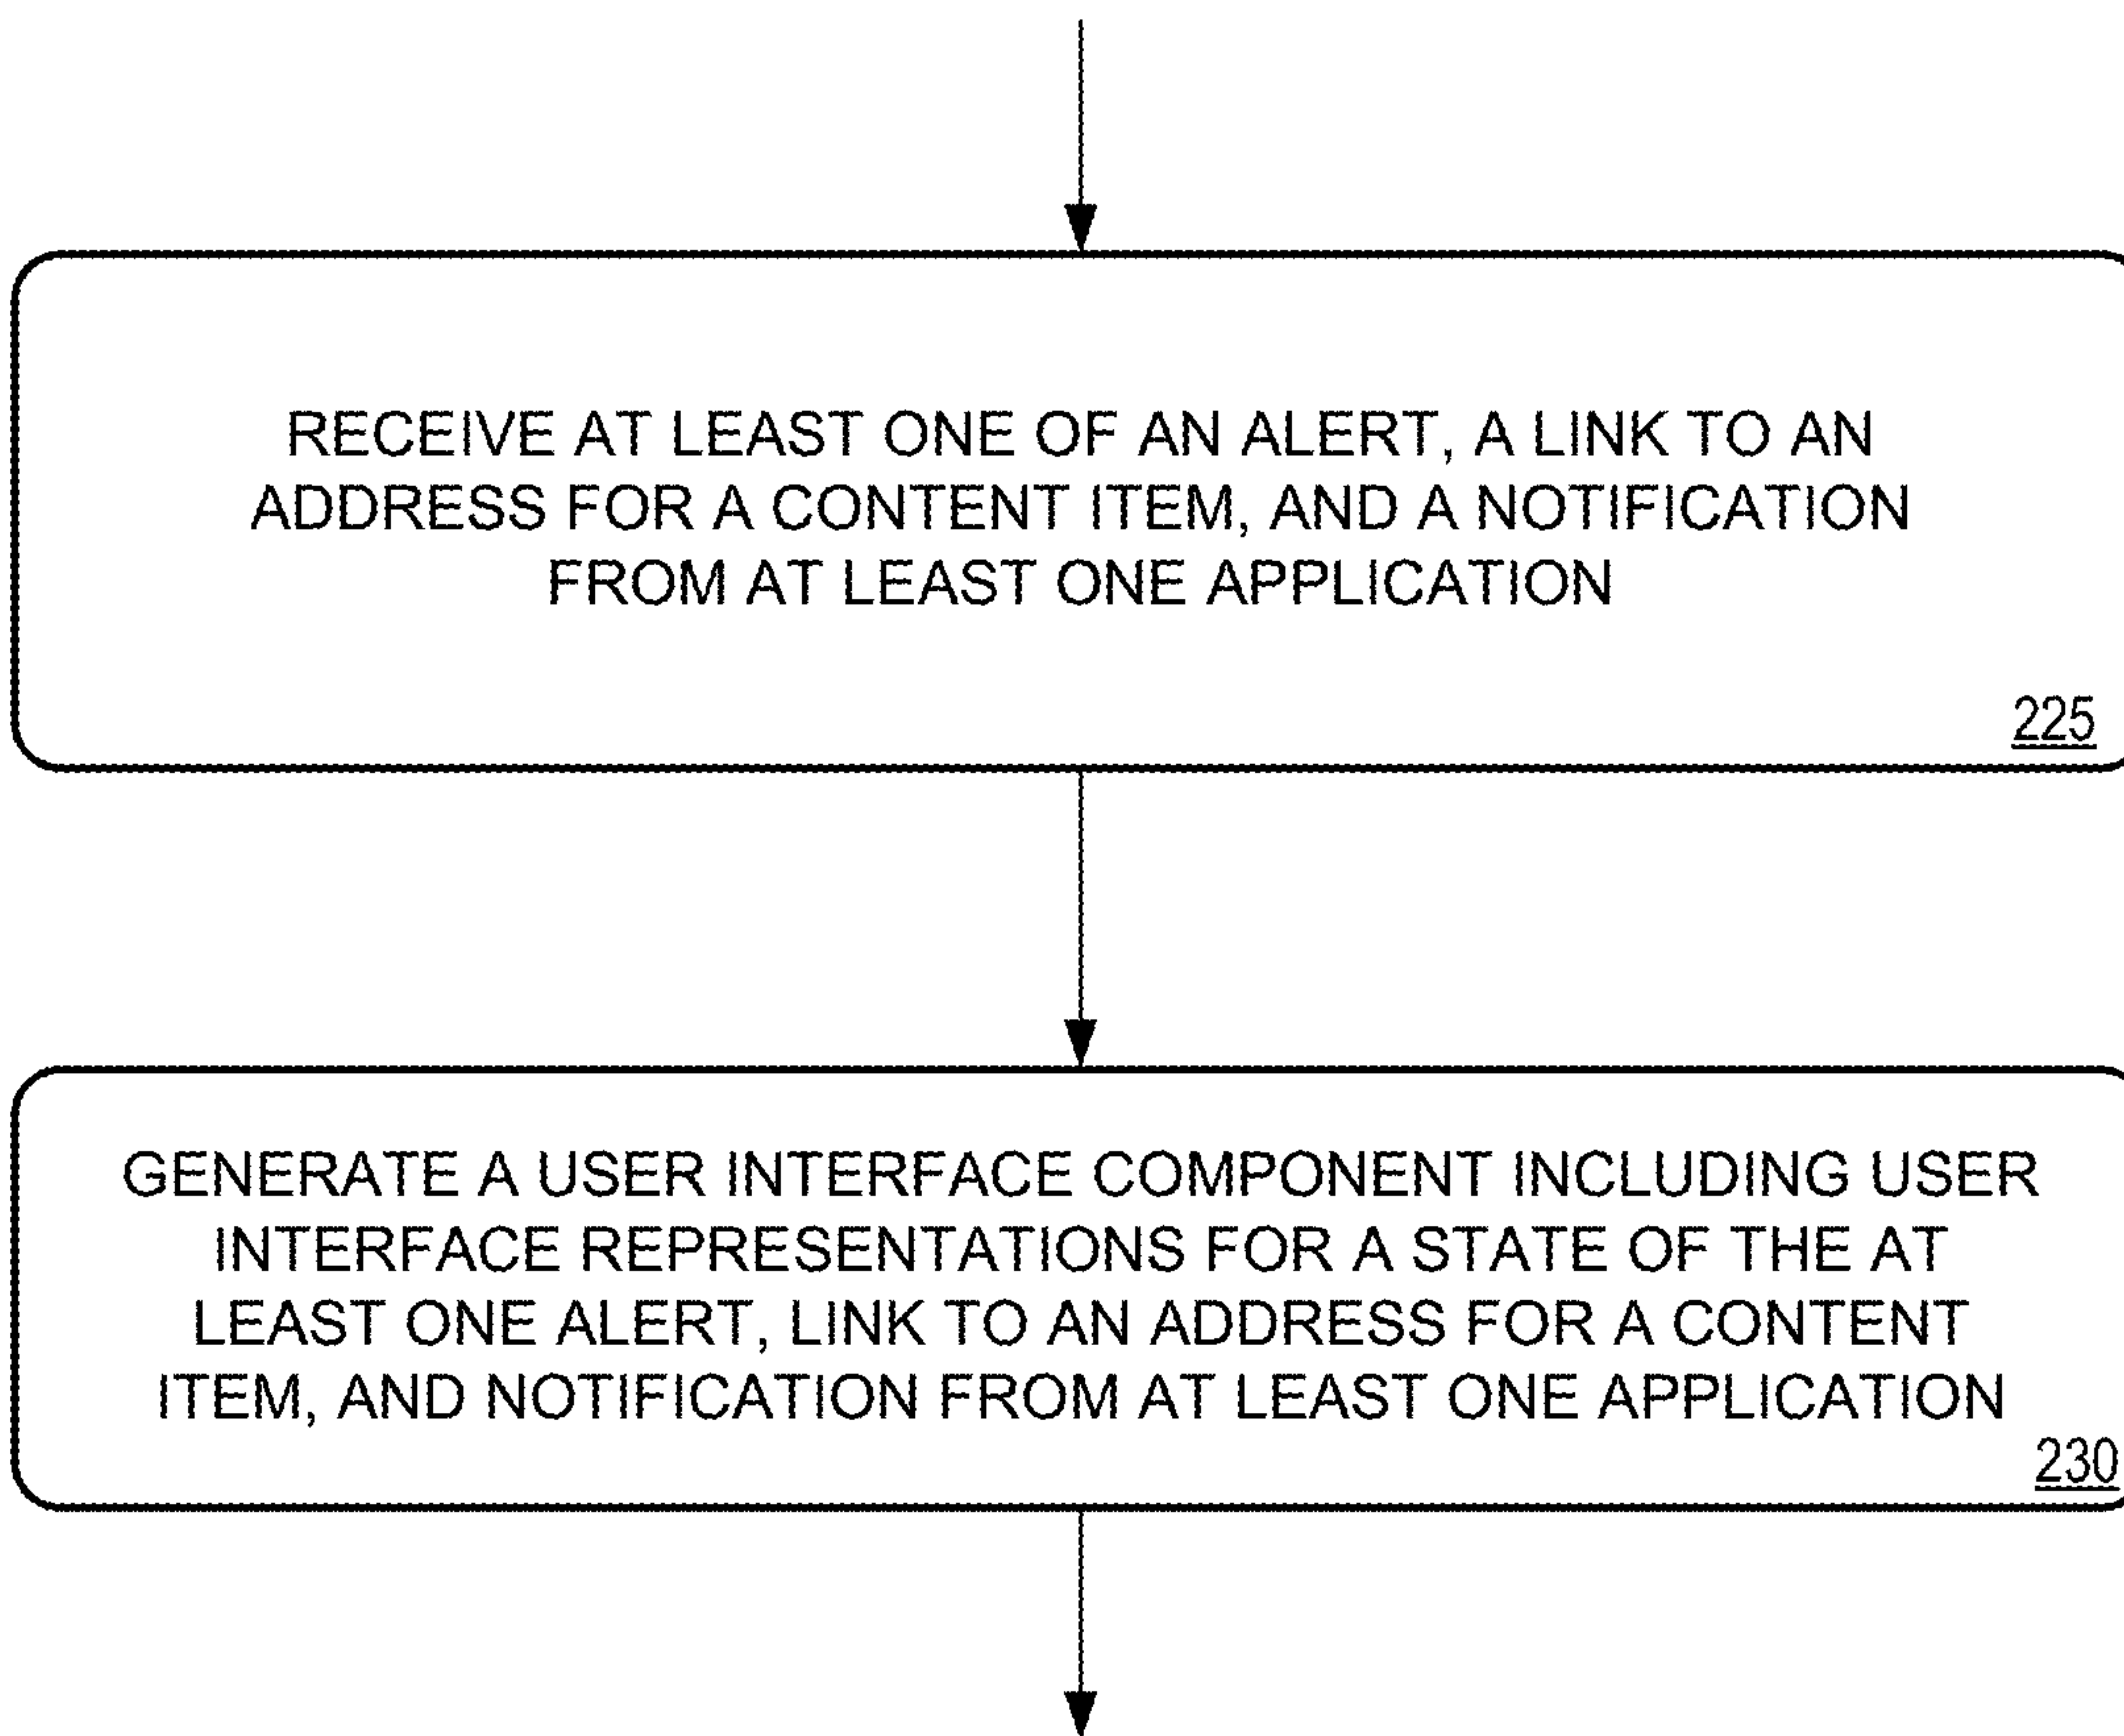 RECEIVE AT LEAST ONE OF AN ALERT, A LINK TO AN
ADDRESS FOR A CONTENT ITEM, AND A NOTIFICATION
FROM AT LEAST ONE APPLICATION
225
GENERATE A USER INTERFACE COMPONENT INCLUDING USER
INTERFACE REPRESENTATIONS FOR A STATE OF THE AT
LEAST ONE ALERT, LINK TO AN ADDRESS FOR A CONTENT
ITEM, AND NOTIFICATION FROM AT LEAST ONE APPLICATION
230